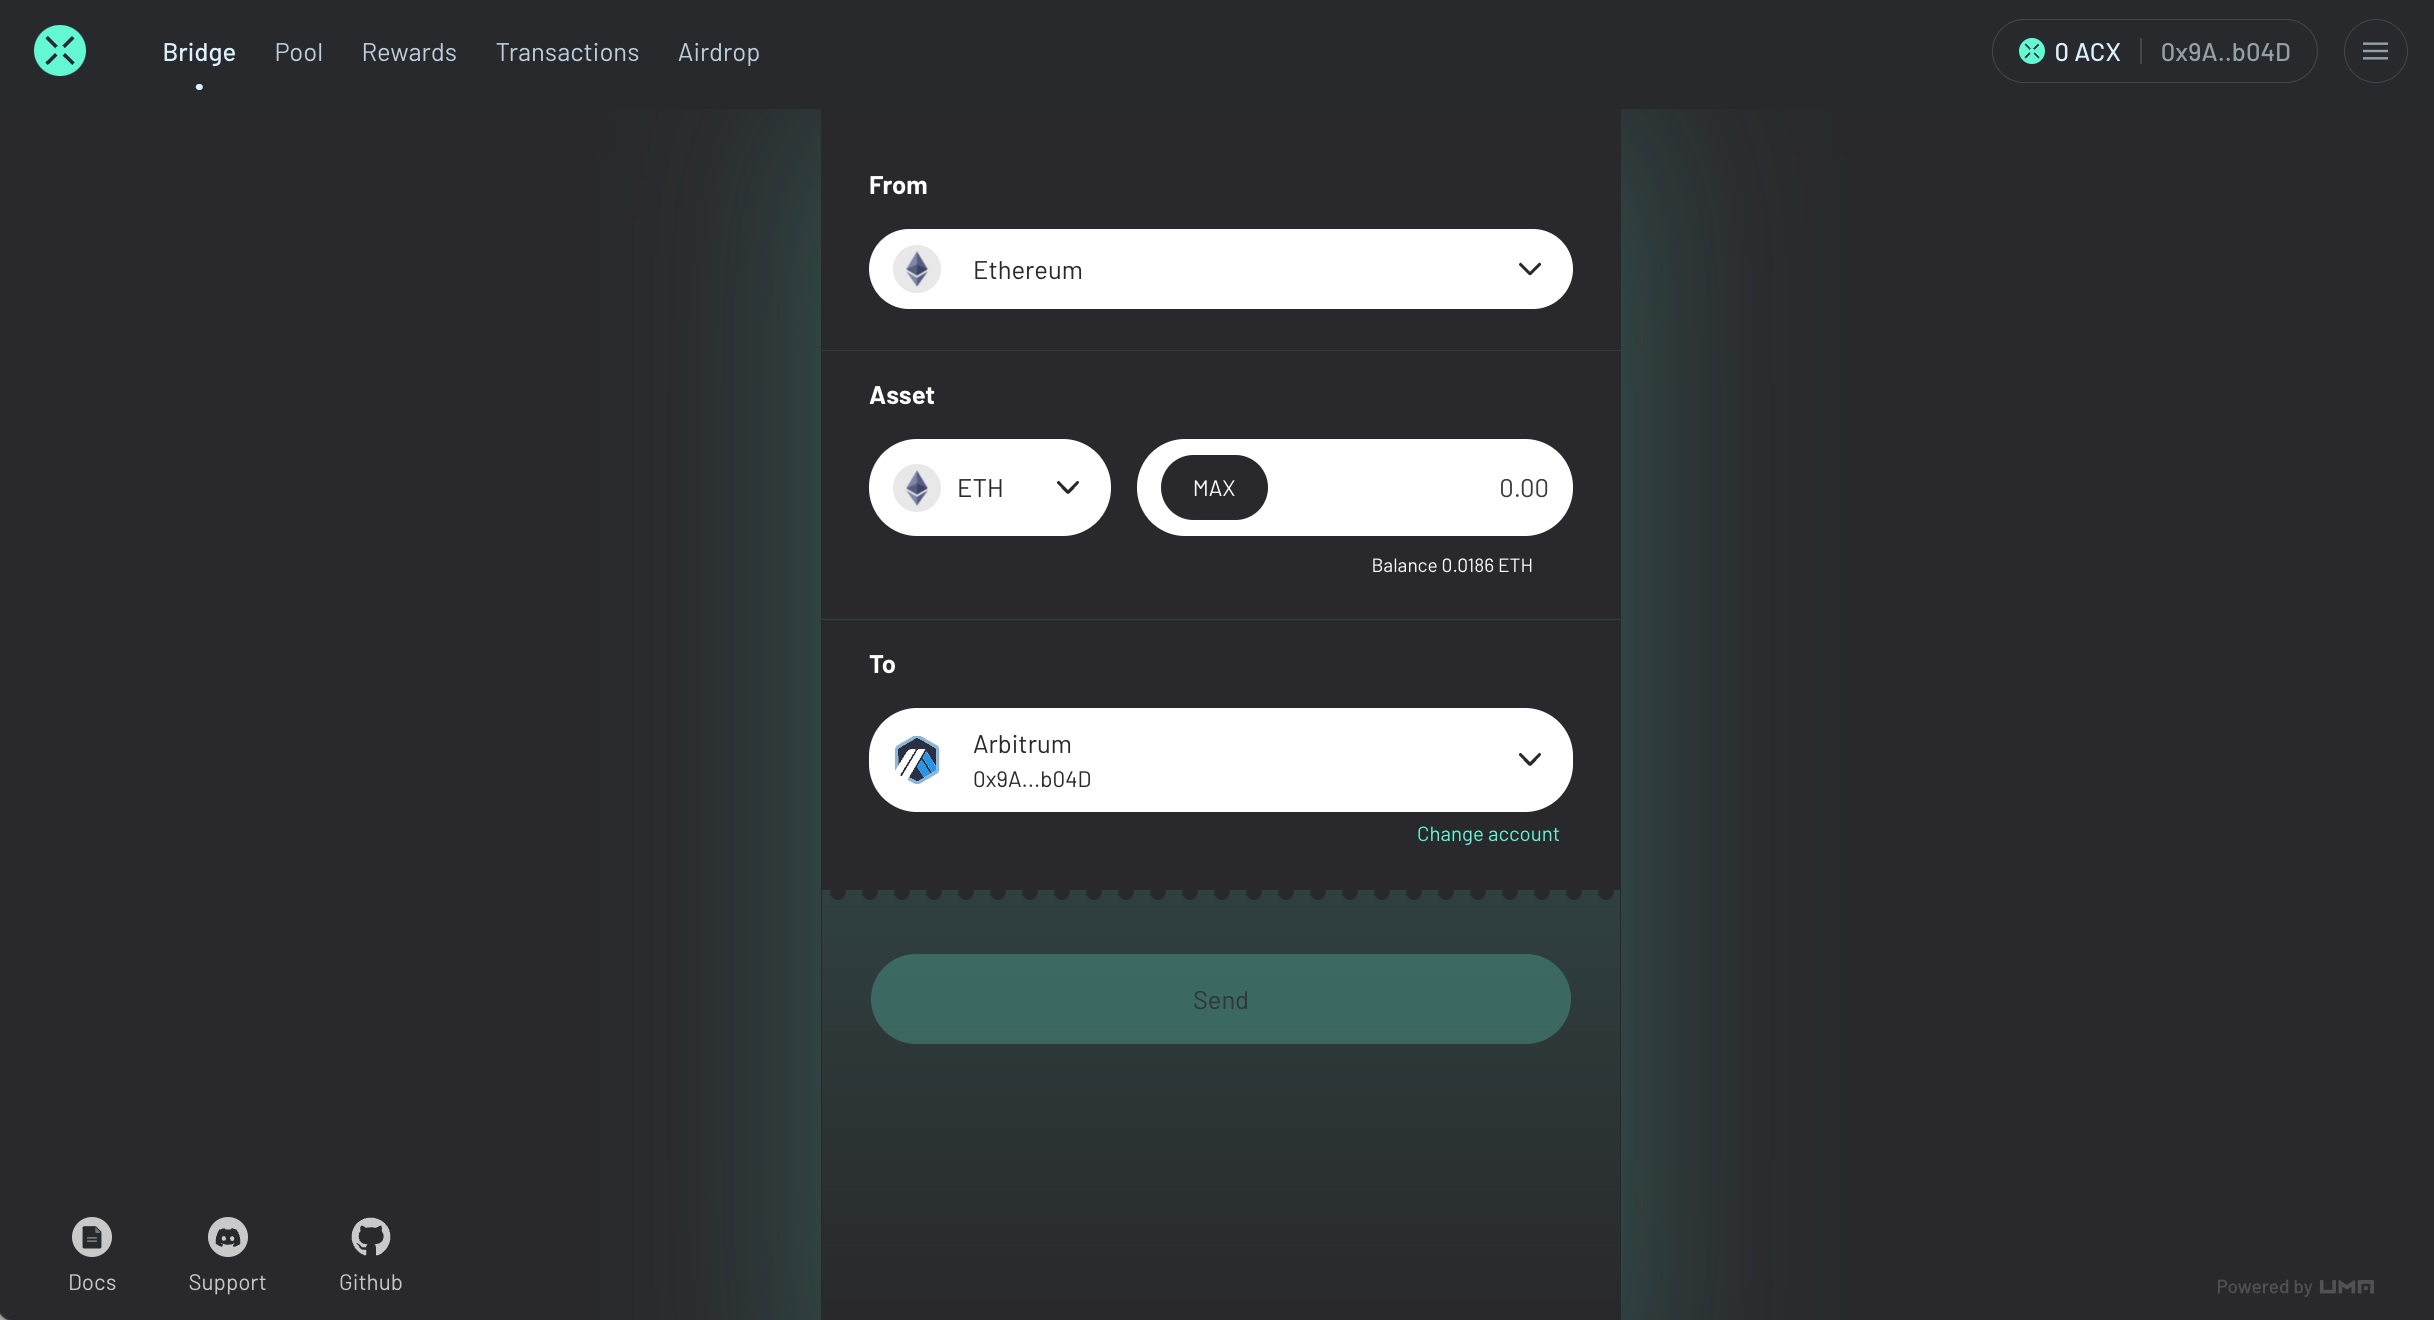 Bridge
Pool
Rewards
Transactions
Airdrop
0 ACX
0x9A..b04D
From
Ethereum
Asset
ETH
MAX
0.00
Balance 0.0186 ETH
To
Arbitrum
0x9A...b04D
Change account
Send
Docs
Support
Github
Powered by UMA